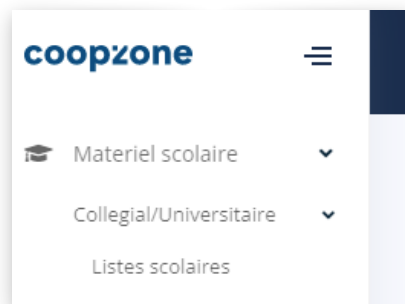 coopzone
Materiel scolaire
Collegial/Universitaire
Listes scolaires